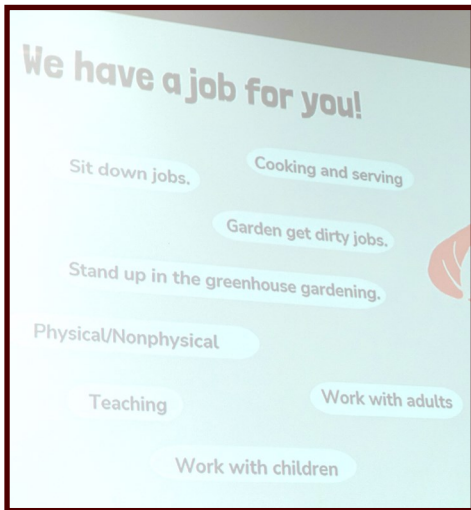 We have a job for you!
Sit down jobs.
Cooking and serving
Garden get dirty jobs.
Stand up in the greenhouse gardening.
Physical/Nonphysical
Teaching
Work with adults
Work with children